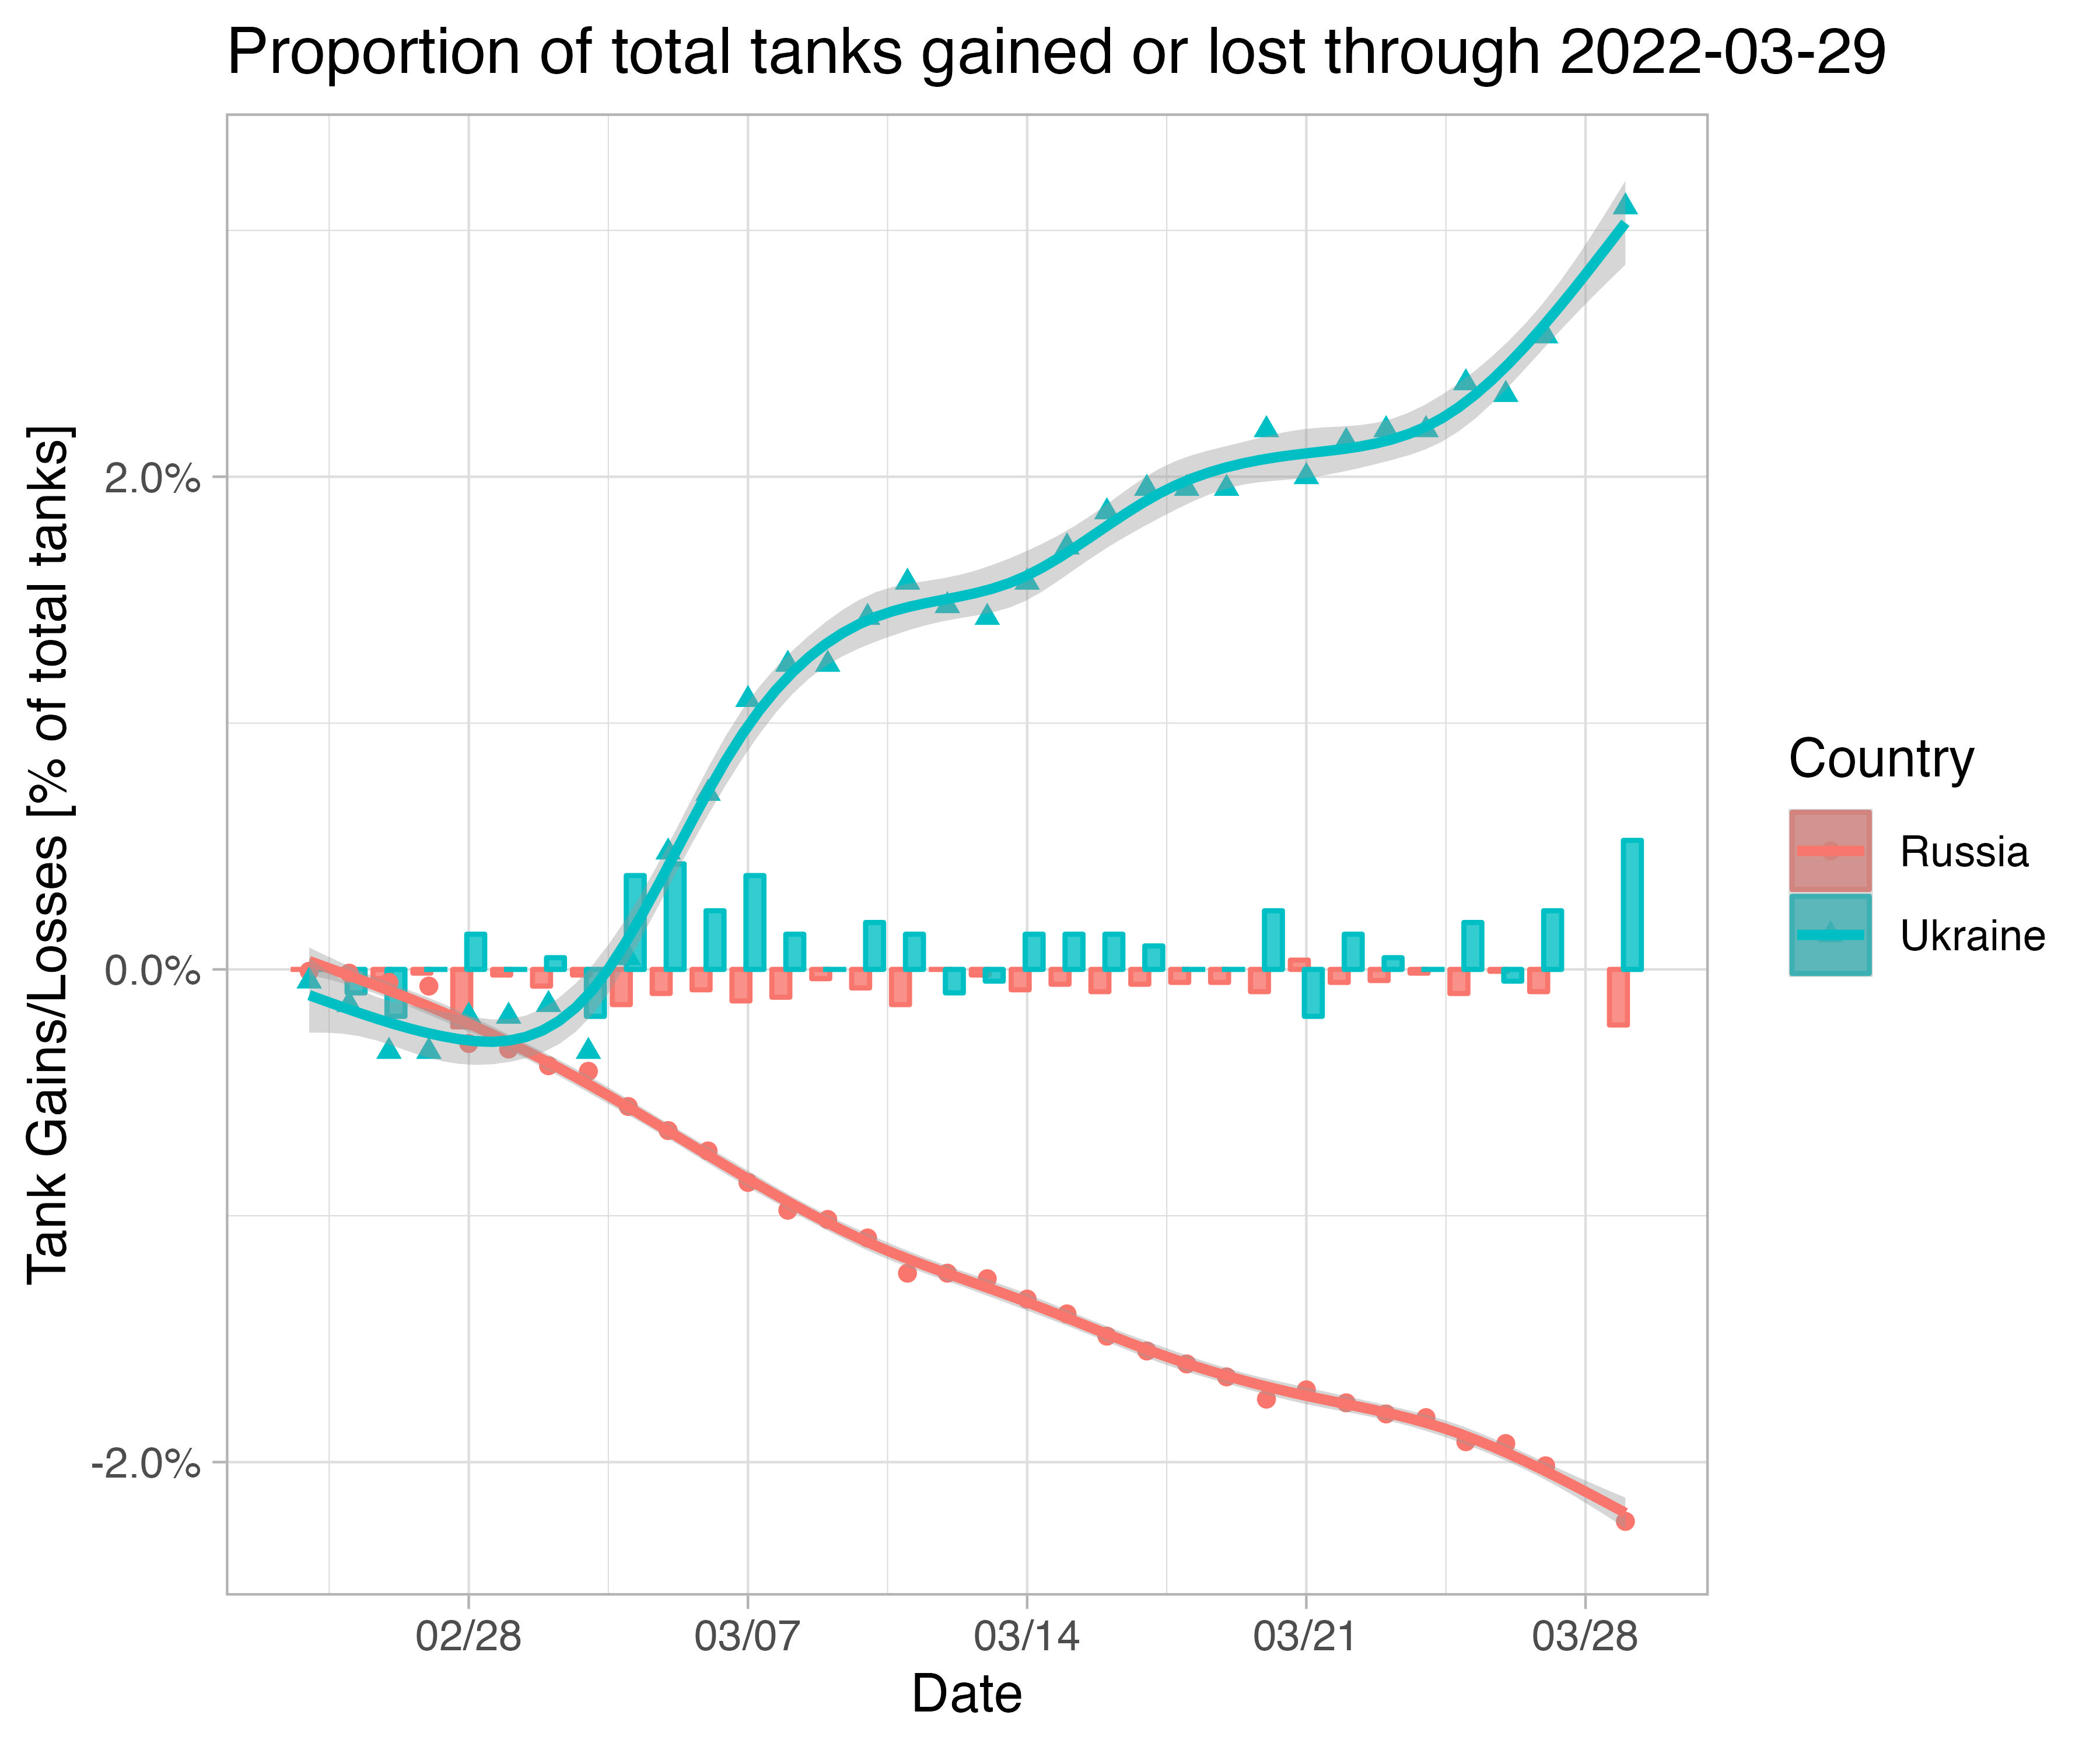 Proportion of total tanks gained or lost through 2022-03-29
Tank Gains/Losses [% of total tanks]
2.0%
0.0%
-2.0%
02/28
03/07
03/14
03/21
03/28
Date
Country
Russia
Ukraine